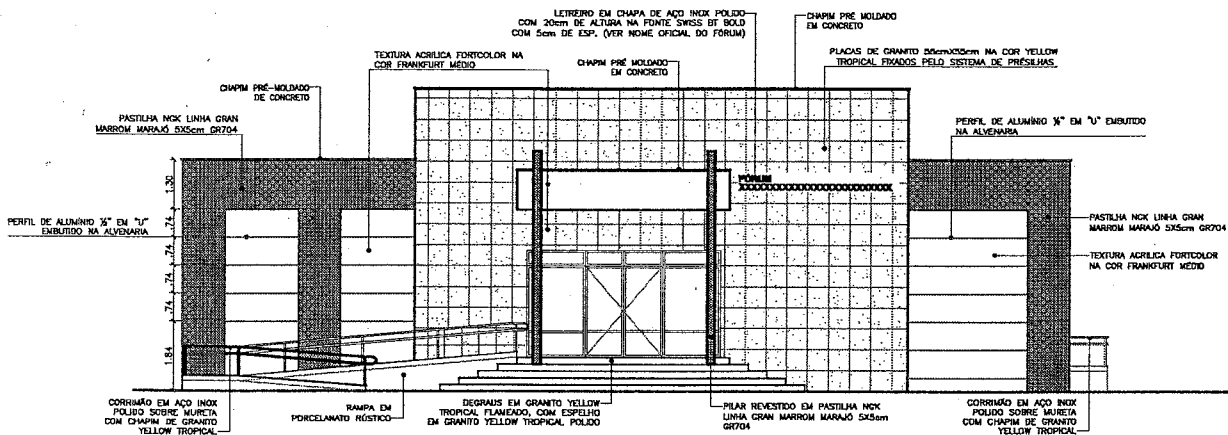 LETREIRO EM CHAPA DE AÇO INOX POLIDO
COM 20cm DE ALTURA NA FONTE SWISS BT BOLD
COM 5cm DE ESP. (VER NOME OFICIAL DO FÓRUM)
CHAPIM PRÉ MOLDADO
EM CONCRETO
TEXTURA ACRÍLICA FORTCOLOR NA
COR FRANKFURT MÉDIO
CHAPIM PRÉ MOLDADO
EM CONCRETO
PLACAS DE GRANITO 55cmX55cm NA COR YELLOW
TROPICAL FIXADOS PELO SISTEMA DE PRÉSILHAS
CHAPIM PRÉ-MOLDADO
DE CONCRETO
PASTILHA NGK LINHA GRAN
MARROM MARAJÓ 5X5cm GR704
PERFIL DE ALUMÍNIO ½" EM "U" EMBUTIDO
NA ALVENARIA
1.30
.74
.74
.74
.74
1.84
FÓRUM
XXXXXXXXXXXXXXXXXXXXXXXXX
PERFIL DE ALUMÍNIO ½" EM "U"
EMBUTIDO NA ALVENARIA
PASTILHA NGK LINHA GRAN
MARROM MARAJÓ 5X5cm GR704
TEXTURA ACRILICA FORTCOLOR
NA COR FRANKFURT MÉDIO
CORRIMÃO EM AÇO INOX
POLIDO SOBRE MURETA
COM CHAPIM DE GRANITO
YELLOW TROPICAL
RAMPA EM
PORCELANATO RÚSTICO
DEGRAUS EM GRANITO YELLOW
TROPICAL FLAMEADO, COM ESPELHO
EM GRANITO YELLOW TROPICAL POLIDO
PILAR REVESTIDO EM PASTILHA NGK
LINHA GRAN MARROM MARAJÓ 5X5cm
GR704
CORRIMÃO EM AÇO INOX
POLIDO SOBRE MURETA
COM CHAPIM DE GRANITO
YELLOW TROPICAL